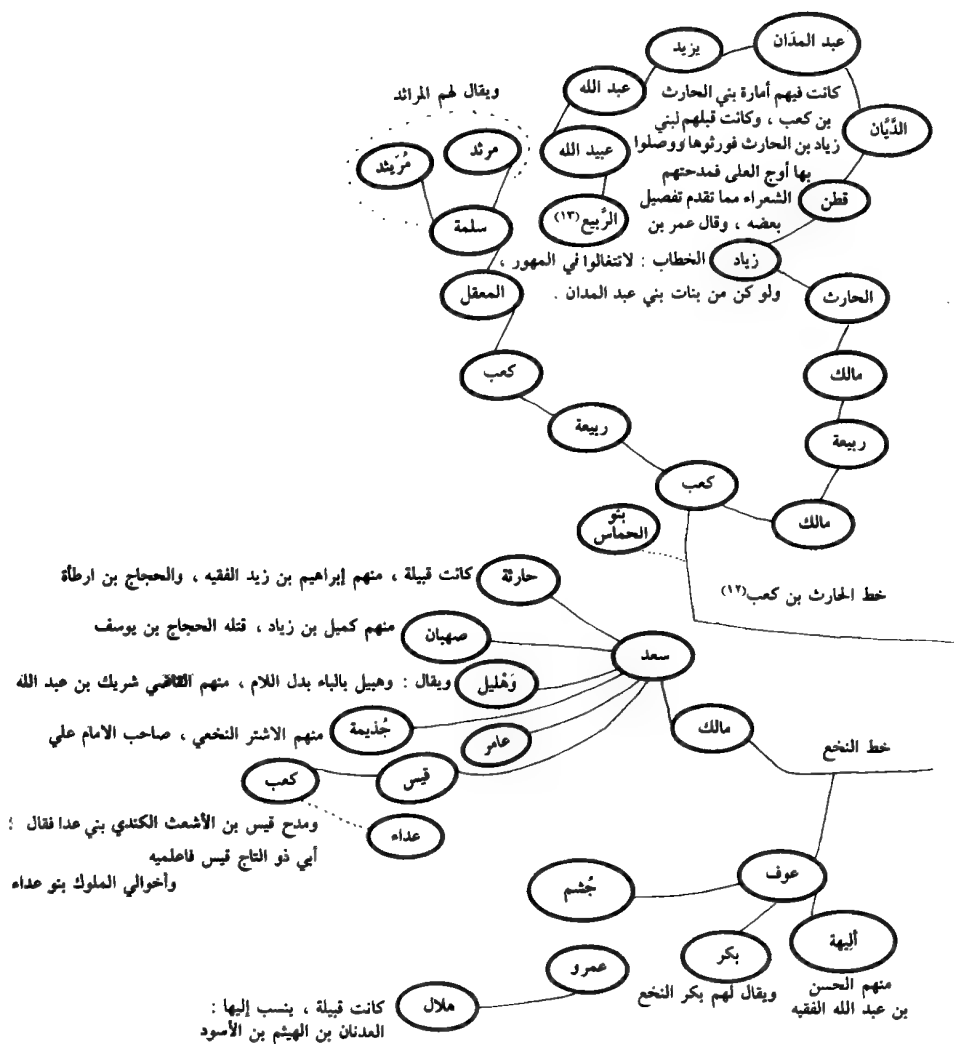 عبد المدَان
يزيد
عبد الله
عبيد الله
الرَّبيع (١٣)
الدَّيَّان
قطن
زياد
الحارث
مالك
ربيعة
مالك
كعب
كانت فيهم أمارة بني الحارث
بن كعب ، وكانت قبلهم لبني
زياد بن الحارث فورثوها ووصلوا
بها أوج العلى فمدحتهم
الشعراء مما تقدم تفصيل
بعضه ، وقال عمر بن
الخطاب : لاتتغالوا في المهور ،
ولو كن من بنات بني عبد المدان .
ويقال لهم المراثد
مرثد
مُرَيثد
سلمة
المعقل
كعب
ربيعة
بنو
الحماس
خط الحارث بن كعب (١٢)
حارثة
كانت قبيلة ، منهم إبراهيم بن زيد الفقيه ، والحجاج بن ارطأة
صهبان
منهم كميل بن زياد ، قتله الحجاج بن يوسف
سعد
وَهْليل
ويقال : وهبيل بالباء بدل اللام ، منهم القاضي شريك بن عبد الله
جُذيمة
منهم الاشتر النخعي ، صاحب الامام علي
عامر
مالك
خط النخع
قيس
كعب
عداء
ومدح قيس بن الأشعث الكندي بني عدا فقال :
أبي ذو التاج قيس فاعلميه
وأخوالي الملوك بنو عداء
عوف
جُشم
أَلِيهة
منهم الحسن
بن عبد الله الفقيه
بكر
ويقال لهم بكر النخع
عمرو
هلال
كانت قبيلة ، ينسب إليها :
العدنان بن الهيثم بن الأسود